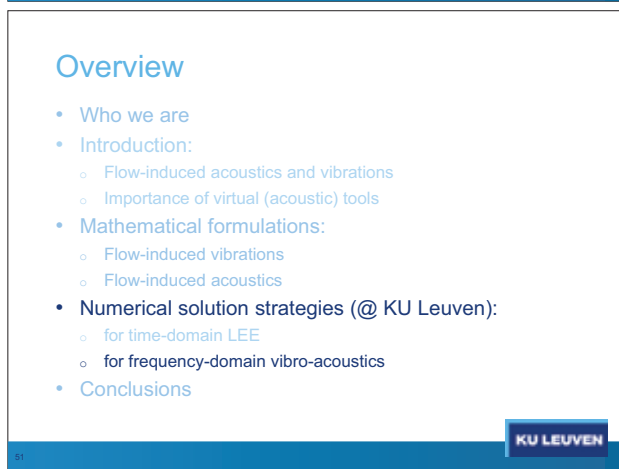 Overview
• Who we are
• Introduction:
o Flow-induced acoustics and vibrations
o Importance of virtual (acoustic) tools
• Mathematical formulations:
o Flow-induced vibrations
o Flow-induced acoustics
• Numerical solution strategies (@ KU Leuven):
o for time-domain LEE
o for frequency-domain vibro-acoustics
• Conclusions
KU LEUVEN
51